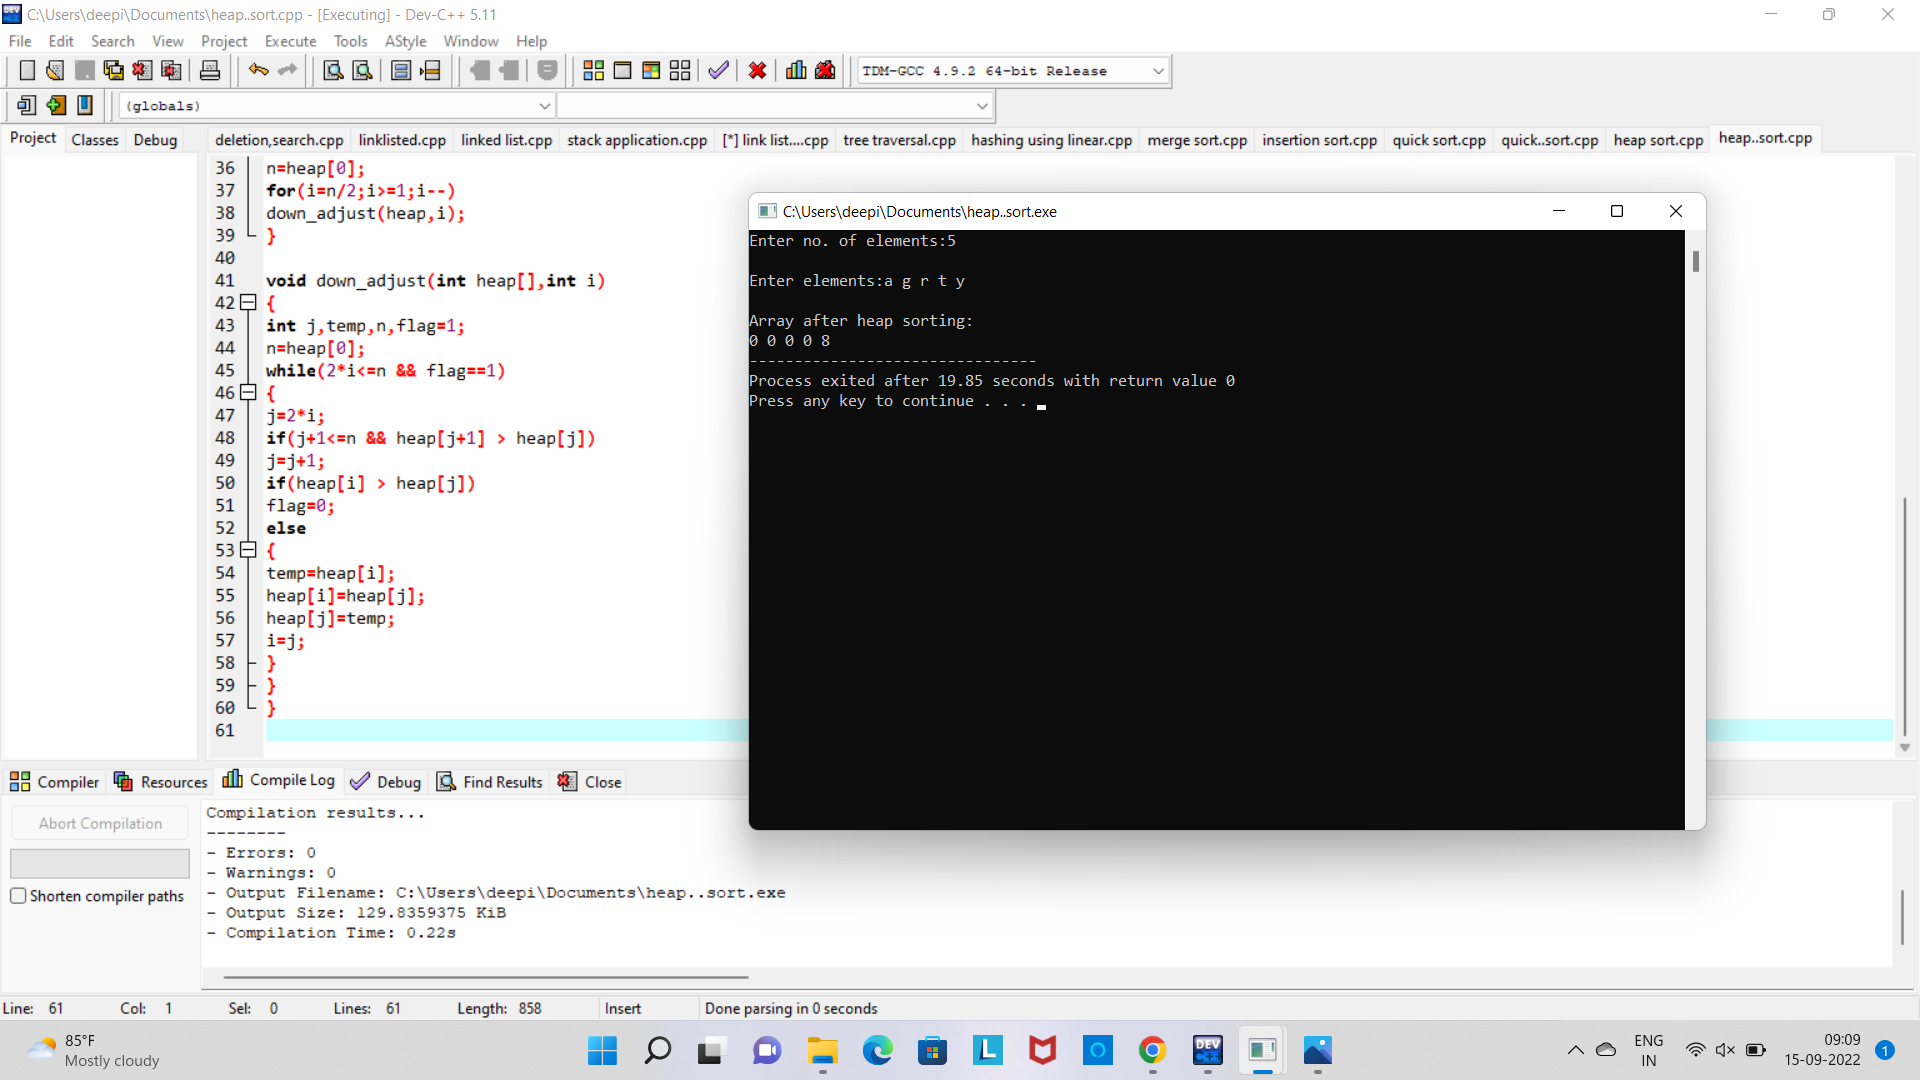 C:\Users\deepi\Documents\heap..sort.cpp - [Executing] - Dev-C++ 5.11
File Edit Search View Project Execute Tools AStyle Window Help
TDM-GCC 4.9.2 64-bit Release
(globals)
Project Classes Debug
deletion,search.cpp linklisted.cpp linked list.cpp stack application.cpp [*] link list....cpp tree traversal.cpp hashing using linear.cpp merge sort.cpp insertion sort.cpp quick sort.cpp quick..sort.cpp heap sort.cpp heap..sort.cpp
36 n=heap[0];
37 for(i=n/2;i>=1;i--)
38 down_adjust(heap,i);
39 }
40
41 void down_adjust(int heap[],int i)
42 {
43 int j,temp,n,flag=1;
44 n=heap[0];
45 while(2*i<=n && flag==1)
46 {
47 j=2*i;
48 if(j+1<=n && heap[j+1] > heap[j])
49 j=j+1;
50 if(heap[i] > heap[j])
51 flag=0;
52 else
53 {
54 temp=heap[i];
55 heap[i]=heap[j];
56 heap[j]=temp;
57 i=j;
58 }
59 }
60 }
61
C:\Users\deepi\Documents\heap..sort.exe
Enter no. of elements:5
Enter elements:a g r t y
Array after heap sorting:
0 0 0 0 8
--------------------------------
Process exited after 19.85 seconds with return value 0
Press any key to continue . . .
Compiler Resources Compile Log Debug Find Results Close
Abort Compilation
Shorten compiler paths
Compilation results...
--------
- Errors: 0
- Warnings: 0
- Output Filename: C:\Users\deepi\Documents\heap..sort.exe
- Output Size: 129.8359375 KiB
- Compilation Time: 0.22s
Line: 61 Col: 1 Sel: 0 Lines: 61 Length: 858 Insert Done parsing in 0 seconds
85°F
Mostly cloudy
L
DEV
C++
ENG
IN
09:09
15-09-2022
1